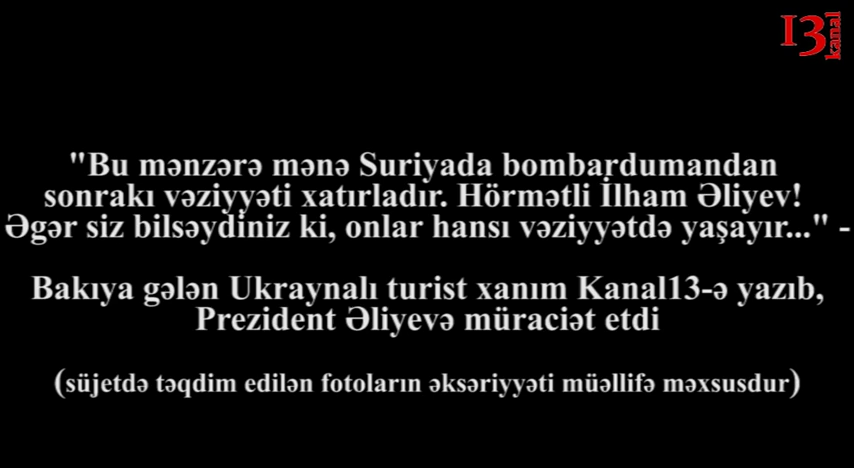 13
kanal
"Bu mənzərə mənə Suriyada bombardumandan
sonrakı vəziyyəti xatırladır. Hörmətli İlham Əliyev!
Əgər siz bilsəydiniz ki, onlar hansı vəziyyətdə yaşayır..." -
Bakıya gələn Ukraynalı turist xanım Kanal13-ə yazıb,
Prezident Əliyevə müraciət etdi
(süjetdə təqdim edilən fotoların əksəriyyəti müəllifə məxsusdur)